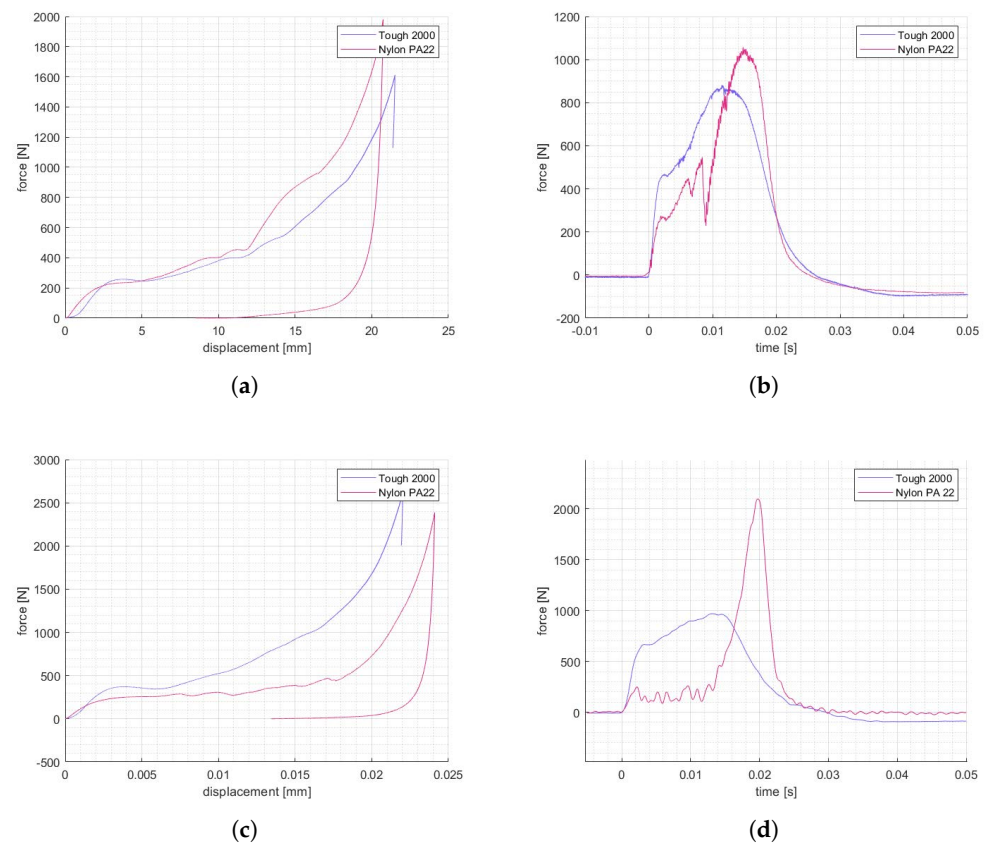 2000
1800
1600
1400
1200
1000
800
600
400
200
0
force [N]
Tough 2000
Nylon PA22
0 5 10 15 20 25
displacement [mm]
(a)
1200
1000
800
600
400
200
0
-200
force [N]
Tough 2000
Nylon PA22
-0.01 0 0.01 0.02 0.03 0.04 0.05
time [s]
(b)
3000
2500
2000
1500
1000
500
0
-500
force [N]
Tough 2000
Nylon PA22
0 0.005 0.01 0.015 0.02 0.025
displacement [mm]
(c)
2000
1500
1000
500
0
force [N]
Tough 2000
Nylon PA 22
0 0.01 0.02 0.03 0.04 0.05
time [s]
(d)